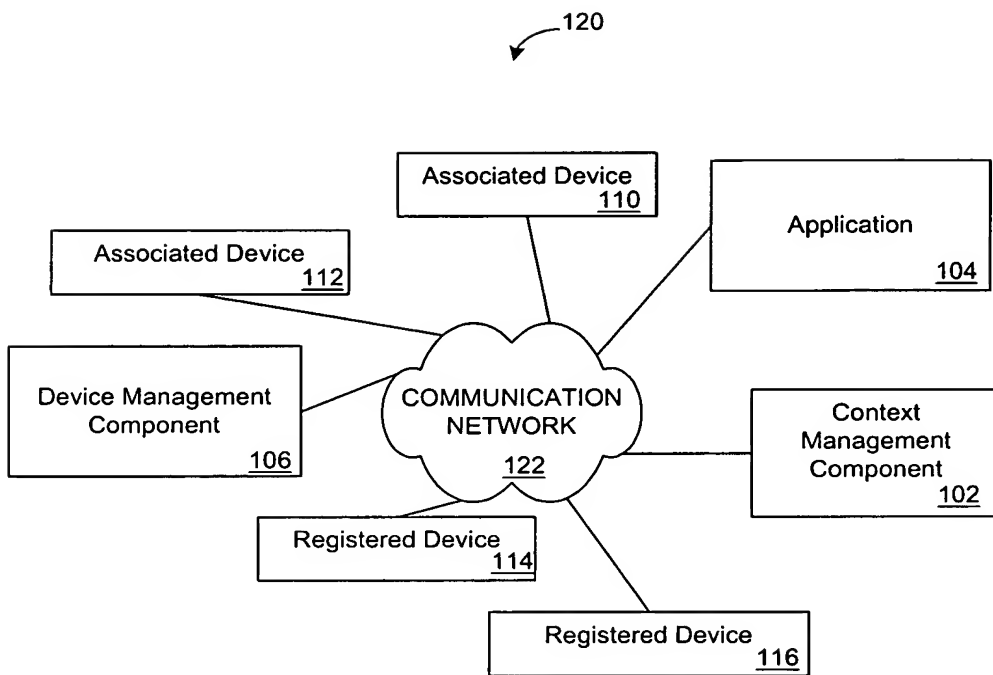 120
Associated Device
110
Application
104
Associated Device
112
Device Management
Component
106
COMMUNICATION
NETWORK
122
Context
Management
Component
102
Registered Device
114
Registered Device
116